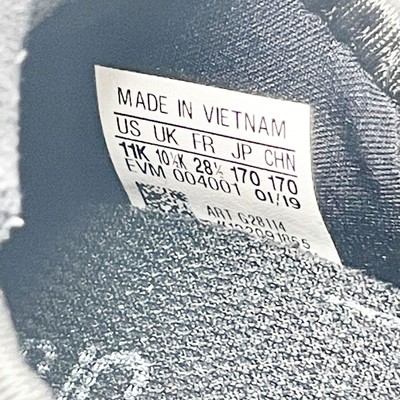 MADE IN VIETNAM
US UK FR JP CHN
11K 10½K 28½ 170 170
EVM 004001 01/19
ART G28114